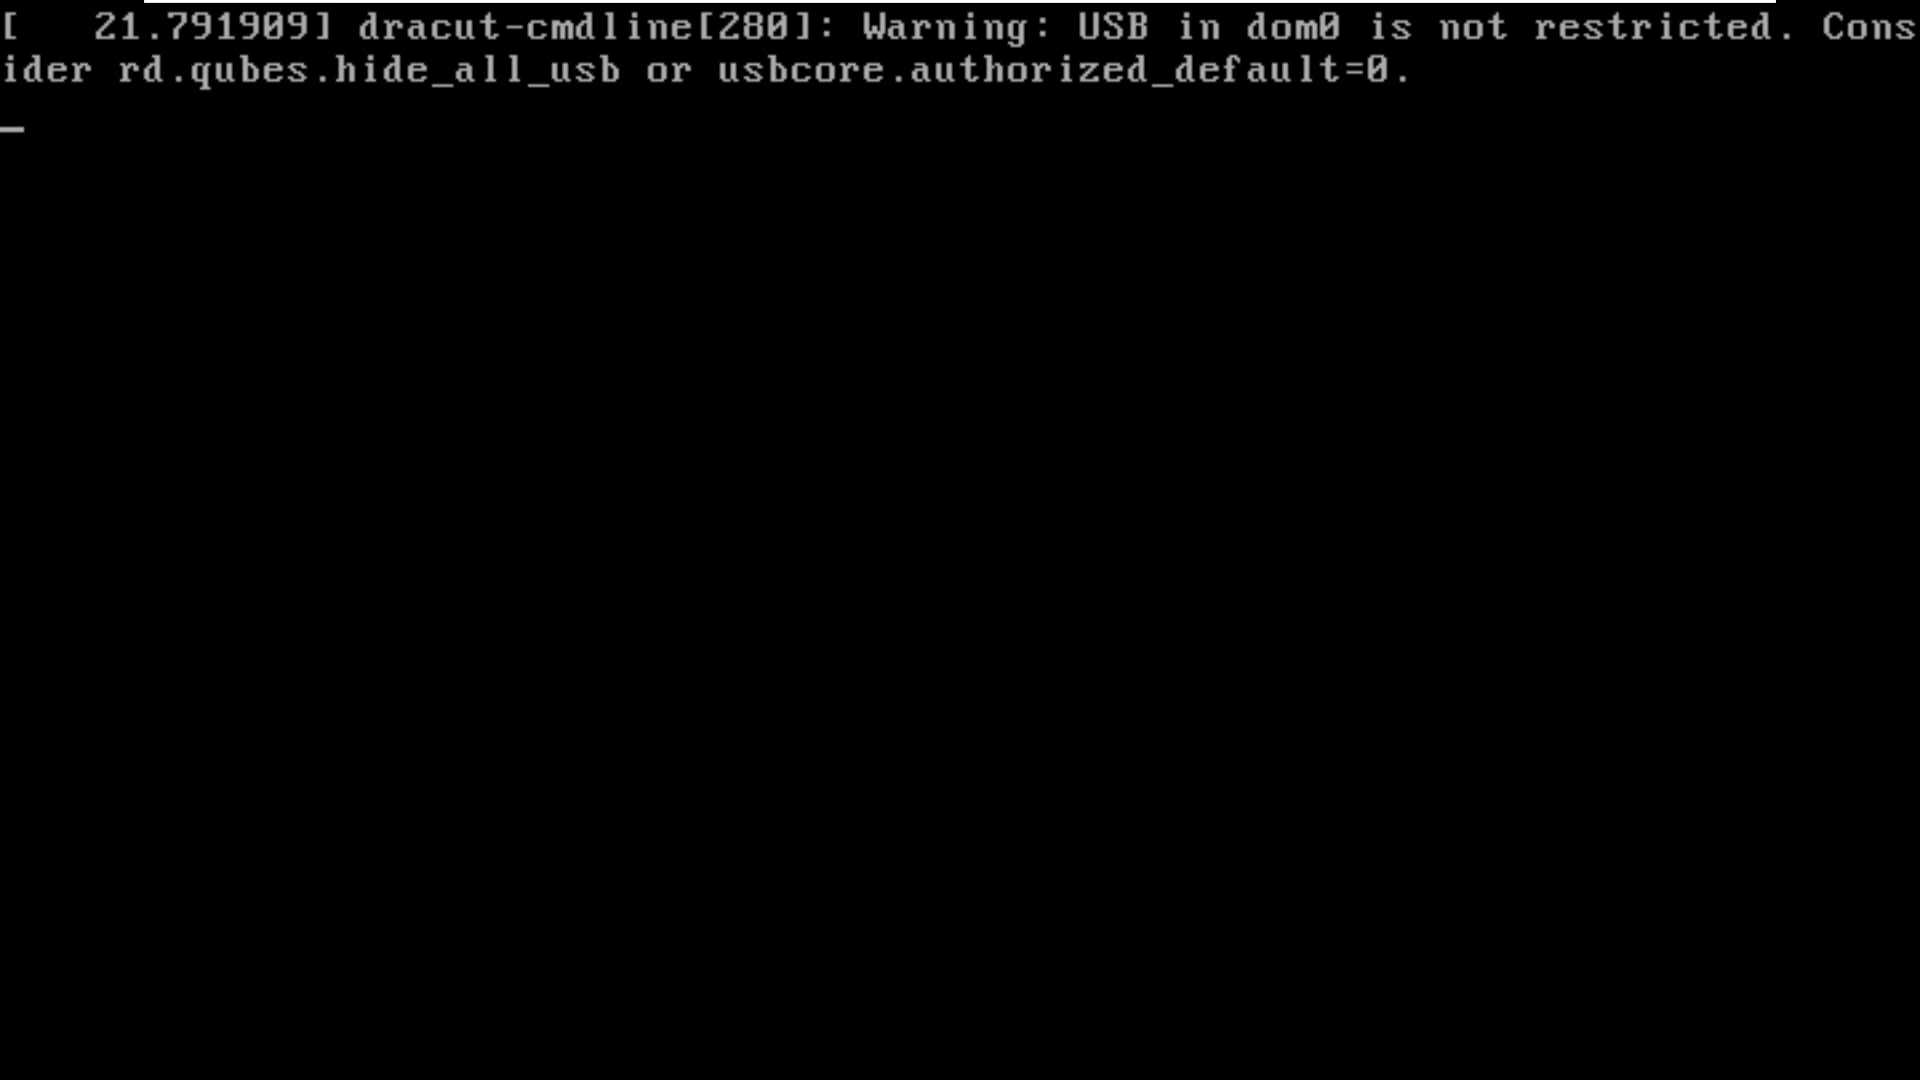 [   21.791909] dracut-cmdline[280]: Warning: USB in dom0 is not restricted. Cons
ider rd.qubes.hide_all_usb or usbcore.authorized_default=0.